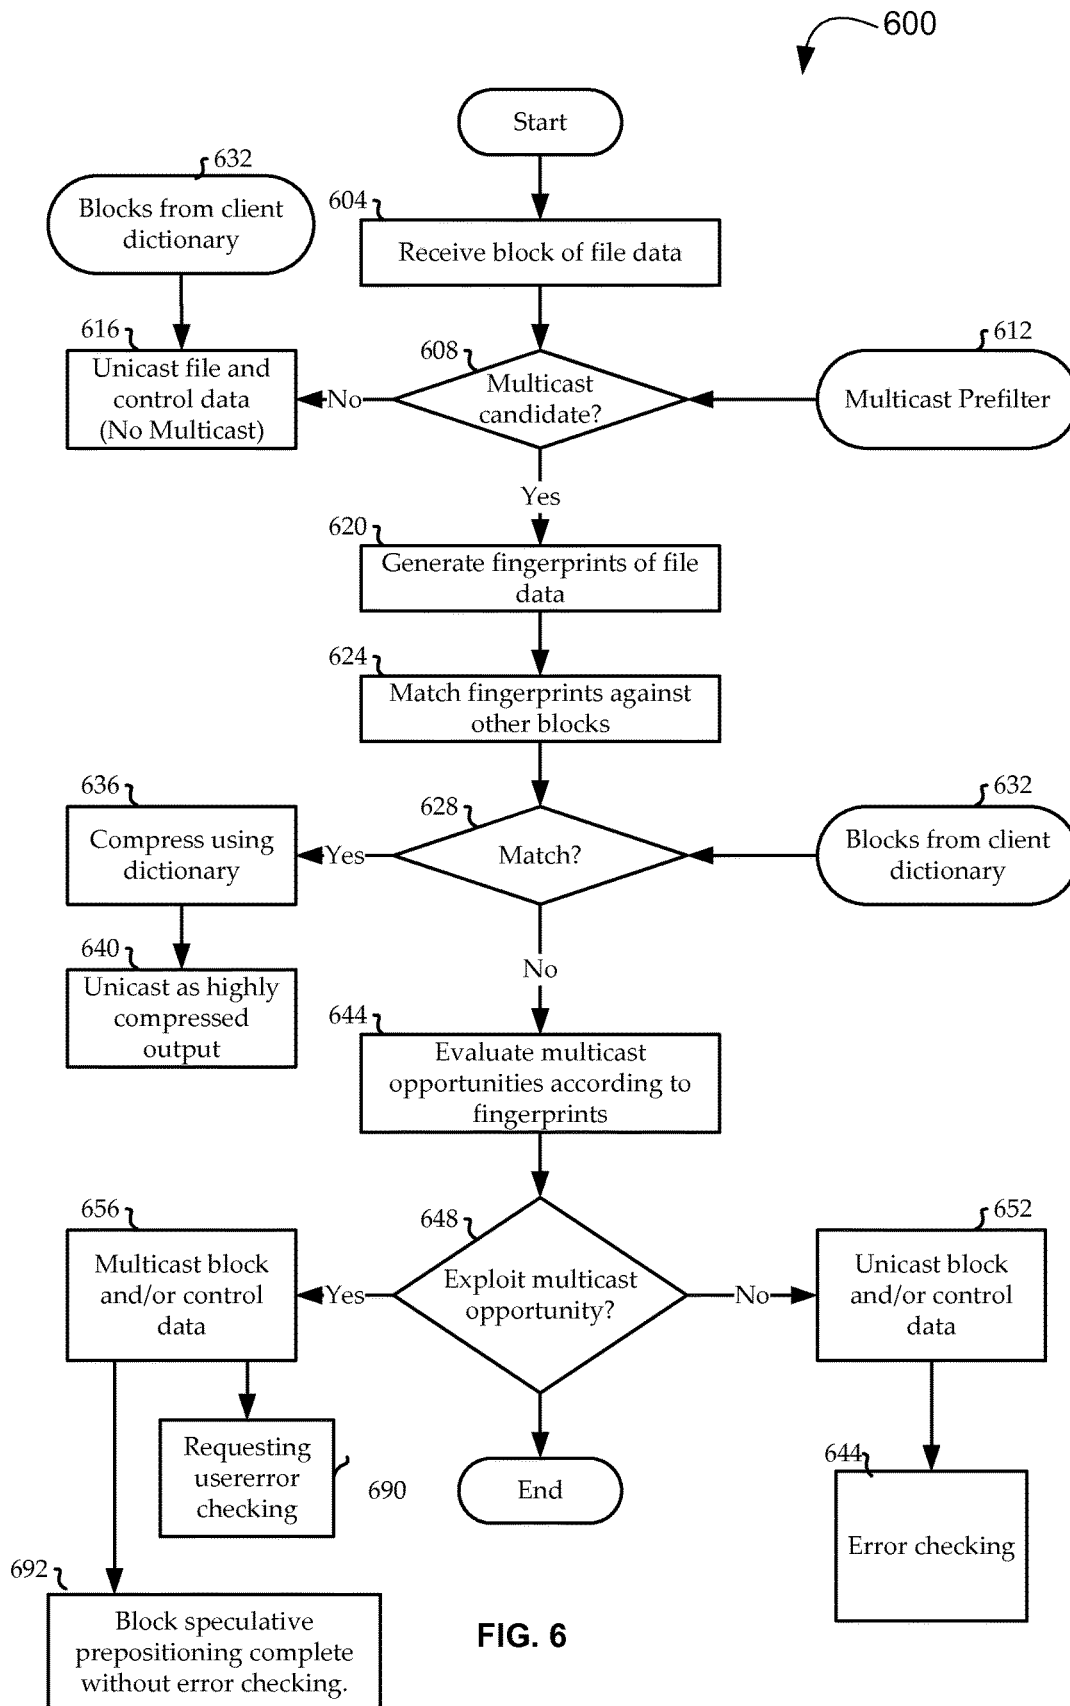 600
Start
632
Blocks from client
dictionary
604
Receive block of file data
616
Unicast file and
control data
(No Multicast)
No
608
Multicast
candidate?
612
Multicast Prefilter
Yes
620
Generate fingerprints of file
data
624
Match fingerprints against
other blocks
636
Compress using
dictionary
Yes
628
Match?
632
Blocks from client
dictionary
640
Unicast as highly
compressed
output
No
644
Evaluate multicast
opportunities according to
fingerprints
656
Multicast block
and/or control
data
Yes
648
Exploit multicast
opportunity?
No
652
Unicast block
and/or control
data
Requesting
usererror
checking
690
End
644
Error checking
692
Block speculative
prepositioning complete
without error checking.
FIG. 6